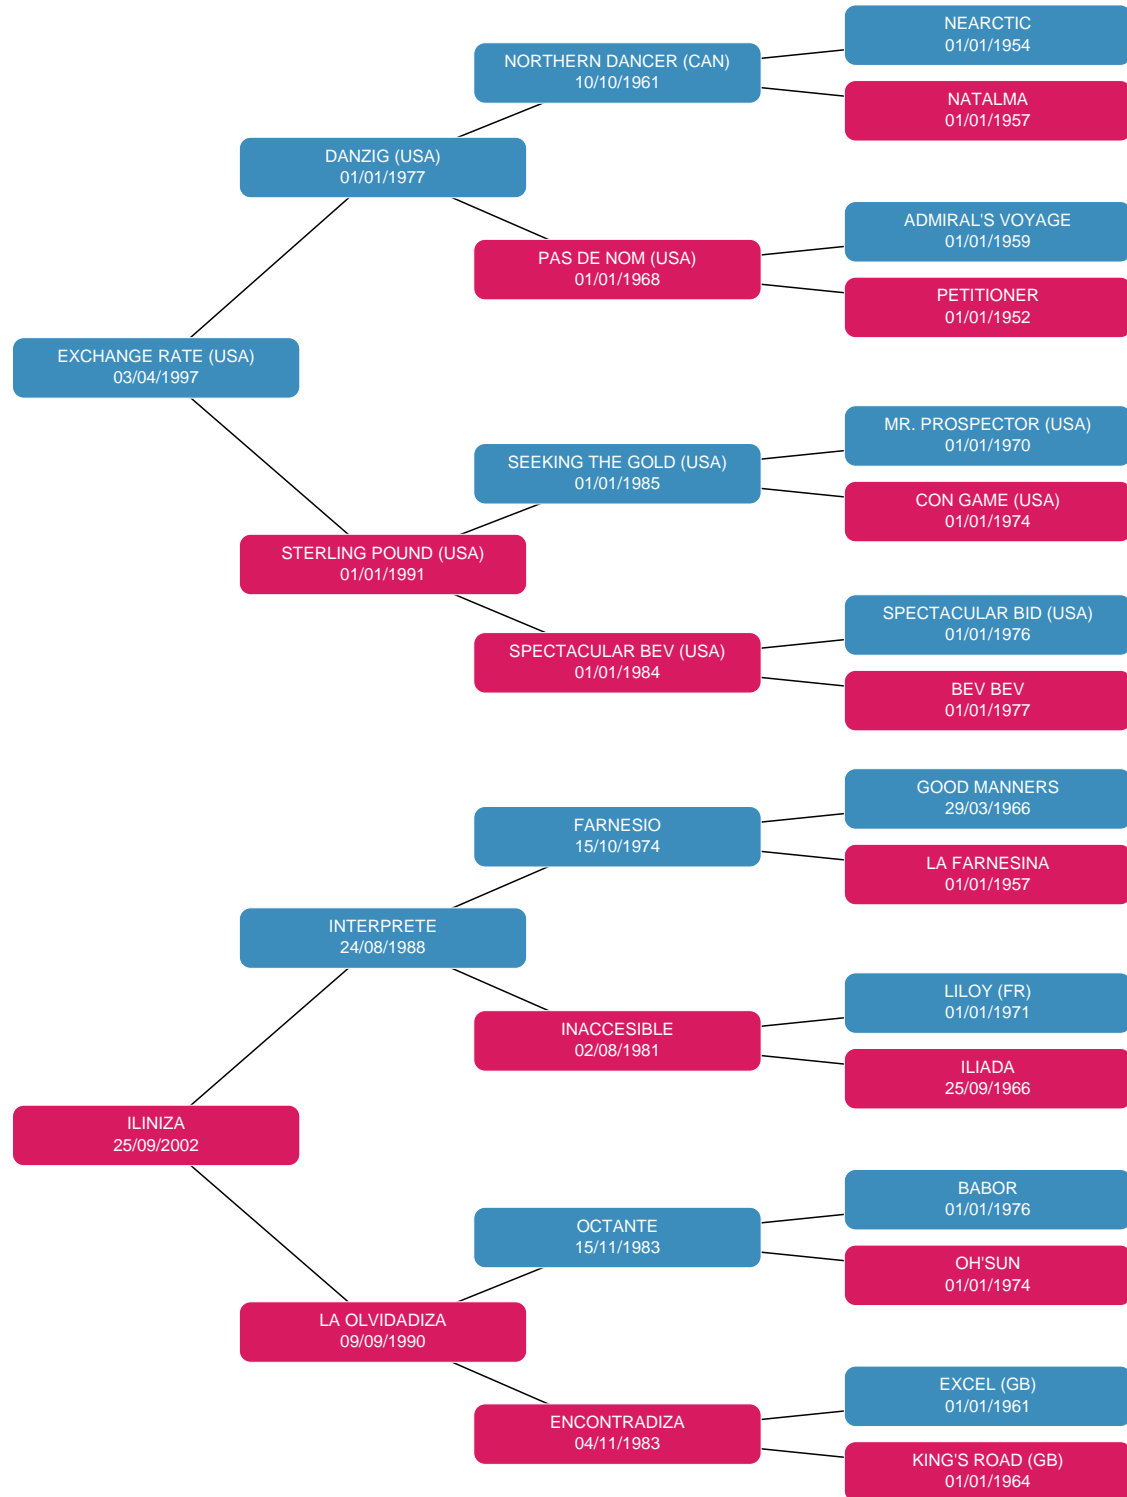 NEARCTIC
01/01/1954
NORTHERN DANCER (CAN)
10/10/1961
NATALMA
01/01/1957
DANZIG (USA)
01/01/1977
ADMIRAL'S VOYAGE
01/01/1959
PAS DE NOM (USA)
01/01/1968
PETITIONER
01/01/1952
EXCHANGE RATE (USA)
03/04/1997
MR. PROSPECTOR (USA)
01/01/1970
SEEKING THE GOLD (USA)
01/01/1985
CON GAME (USA)
01/01/1974
STERLING POUND (USA)
01/01/1991
SPECTACULAR BID (USA)
01/01/1976
SPECTACULAR BEV (USA)
01/01/1984
BEV BEV
01/01/1977
GOOD MANNERS
29/03/1966
FARNESIO
15/10/1974
LA FARNESINA
01/01/1957
INTERPRETE
24/08/1988
LILOY (FR)
01/01/1971
INACCESIBLE
02/08/1981
ILIADA
25/09/1966
ILINIZA
25/09/2002
BABOR
01/01/1976
OCTANTE
15/11/1983
OH'SUN
01/01/1974
LA OLVIDADIZA
09/09/1990
EXCEL (GB)
01/01/1961
ENCONTRADIZA
04/11/1983
KING'S ROAD (GB)
01/01/1964